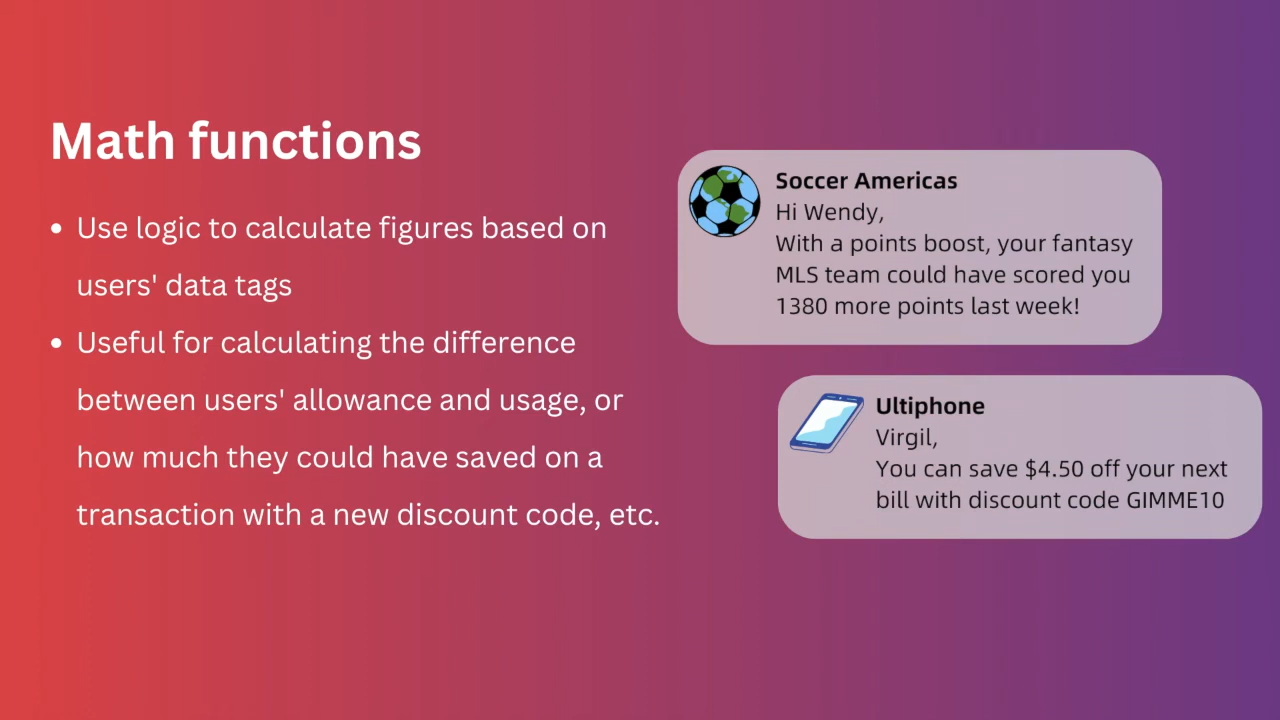 Math functions
• Use logic to calculate figures based on
users' data tags
• Useful for calculating the difference
between users' allowance and usage, or
how much they could have saved on a
transaction with a new discount code, etc.
Soccer Americas
Hi Wendy,
With a points boost, your fantasy
MLS team could have scored you
1380 more points last week!
Ultiphone
Virgil,
You can save $4.50 off your next
bill with discount code GIMME10